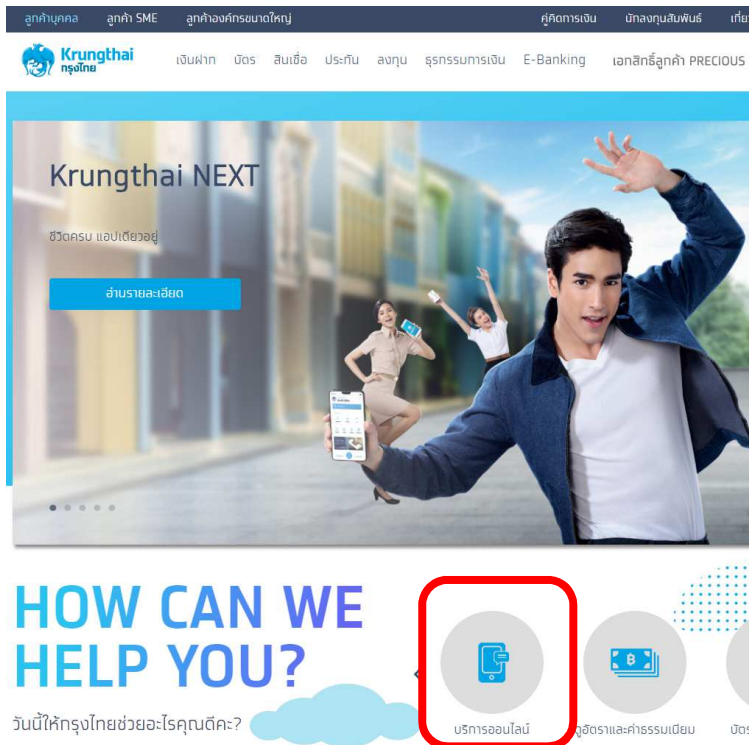 ลูกค้าบุคคล ลูกค้า SME ลูกค้าองค์กรขนาดใหญ่ คู่คิดการเงิน นักลงทุนสัมพันธ์
Krungthai
กรุงไทย
เงินฝาก บัตร สินเชื่อ ประกัน ลงทุน ธุรกรรมการเงิน E-Banking เอกสิทธิ์ลูกค้า PRECIOUS
Krungthai NEXT
ชีวิตครบ แอปเดียวอยู่
อ่านรายละเอียด
HOW CAN WE
HELP YOU?
วันนี้ให้กรุงไทยช่วยอะไรคุณดีคะ?
บริการออนไลน์ ดูอัตราและค่าธรรมเนียม